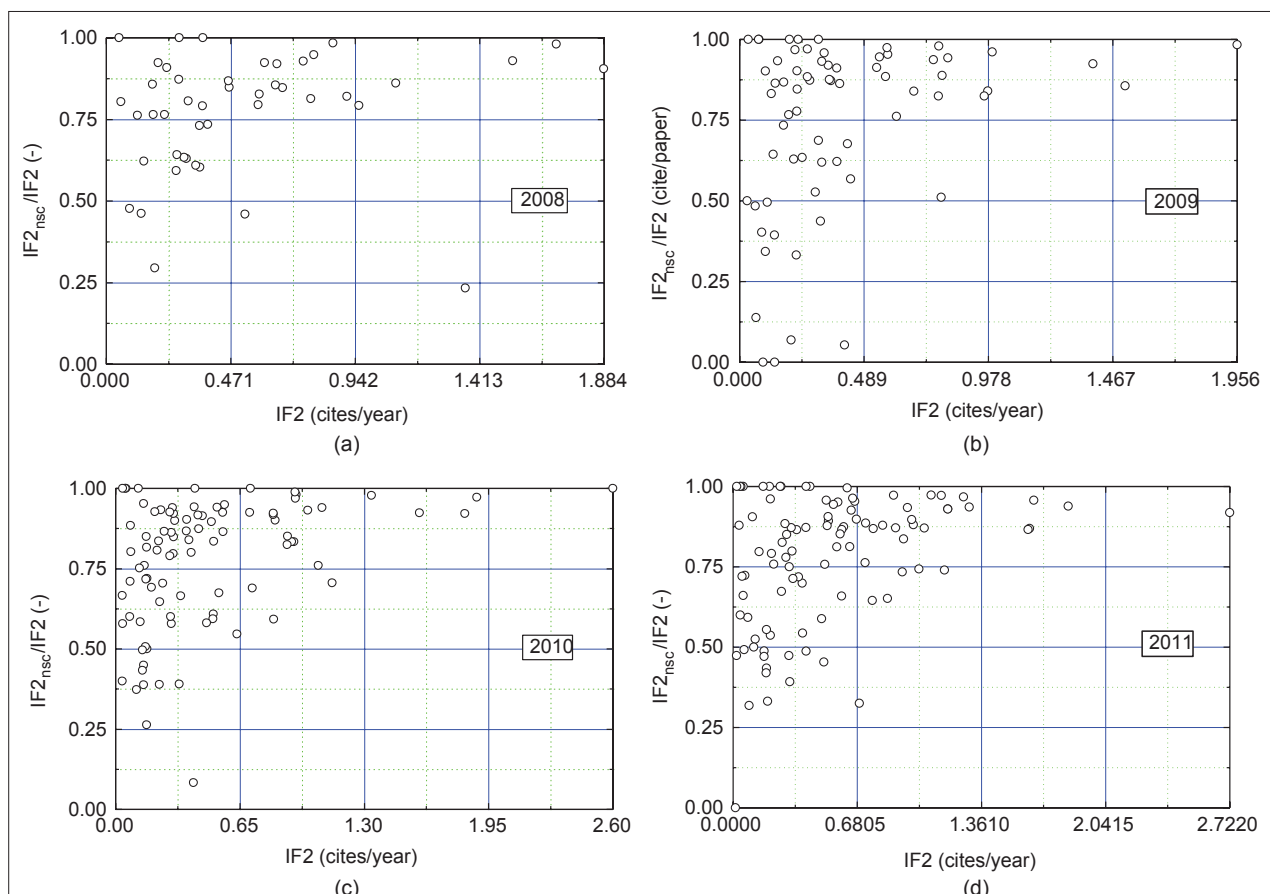 1.00
0.75
0.50
0.25
0.00
IF2nsc/IF2 (-)
2008
0.000 0.471 0.942 1.413 1.884
IF2 (cites/year)
(a)
1.00
0.75
0.50
0.25
0.00
IF2nsc/IF2 (cite/paper)
2009
0.000 0.489 0.978 1.467 1.956
IF2 (cites/year)
(b)
1.00
0.75
0.50
0.25
0.00
IF2nsc/IF2 (-)
2010
0.00 0.65 1.30 1.95 2.60
IF2 (cites/year)
(c)
1.00
0.75
0.50
0.25
0.00
IF2nsc/IF2 (-)
2011
0.0000 0.6805 1.3610 2.0415 2.7220
IF2 (cites/year)
(d)